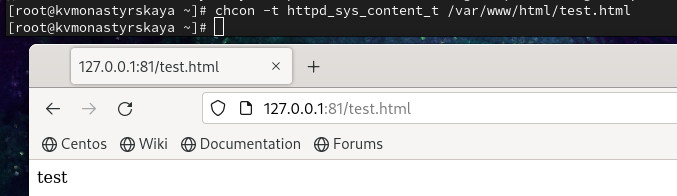 [root@kvmonastyrskaya ~]# chcon -t httpd_sys_content_t /var/www/html/test.html
[root@kvmonastyrskaya ~]#
127.0.0.1:81/test.html
127.0.0.1:81/test.html
Centos Wiki Documentation Forums
test